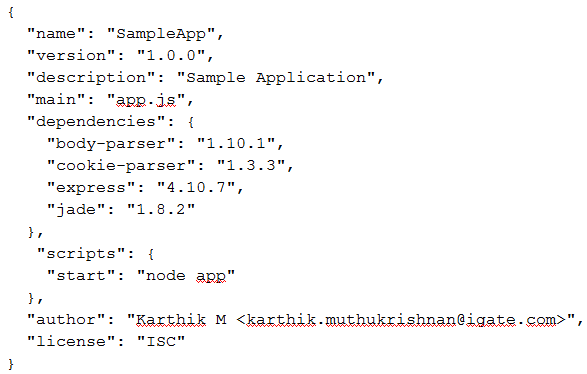 {
  "name": "SampleApp",
  "version": "1.0.0",
  "description": "Sample Application",
  "main": "app.js",
  "dependencies": {
    "body-parser": "1.10.1",
    "cookie-parser": "1.3.3",
    "express": "4.10.7",
    "jade": "1.8.2"
  },
   "scripts": {
    "start": "node app"
  },
  "author": "Karthik M <karthik.muthukrishnan@igate.com>",
  "license": "ISC"
}